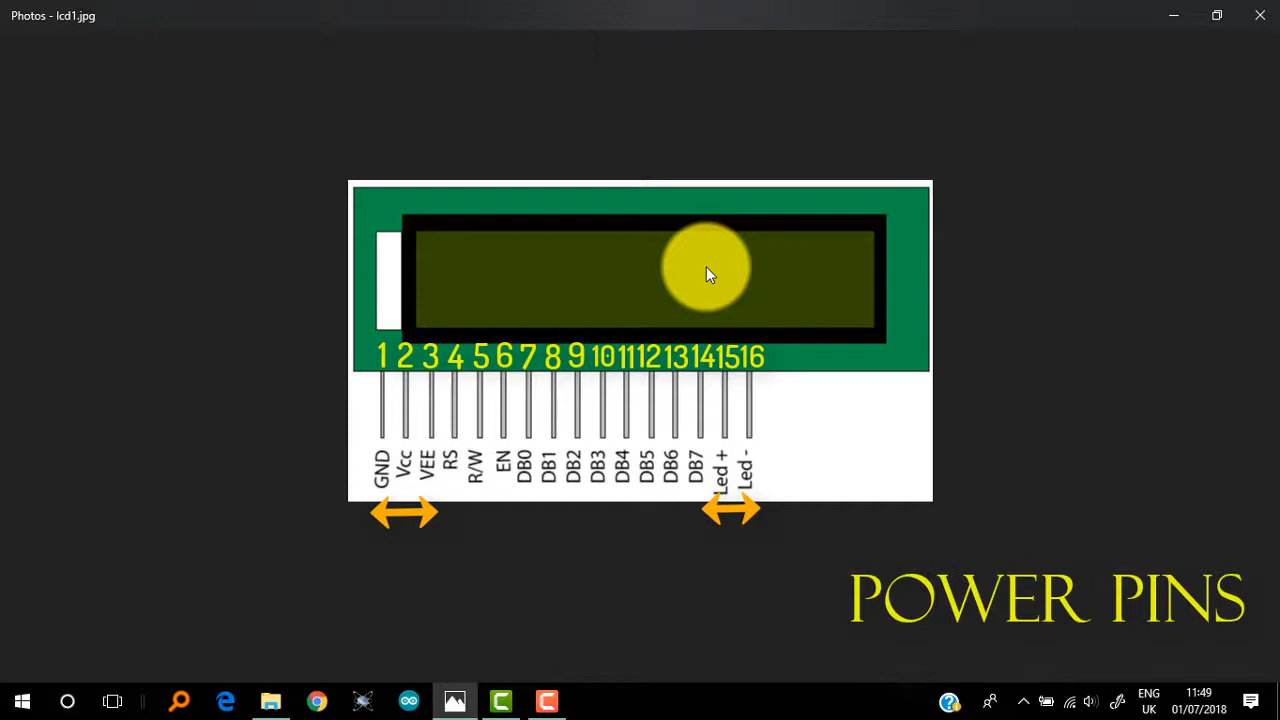 Photos - lcd1.jpg
1 2 3 4 5 6 7 8 9 10 11 12 13 14 15 16
GND Vcc VEE RS R/W EN DB0 DB1 DB2 DB3 DB4 DB5 DB6 DB7 Led + Led -
POWER PINS
ENG 11:49
UK 01/07/2018